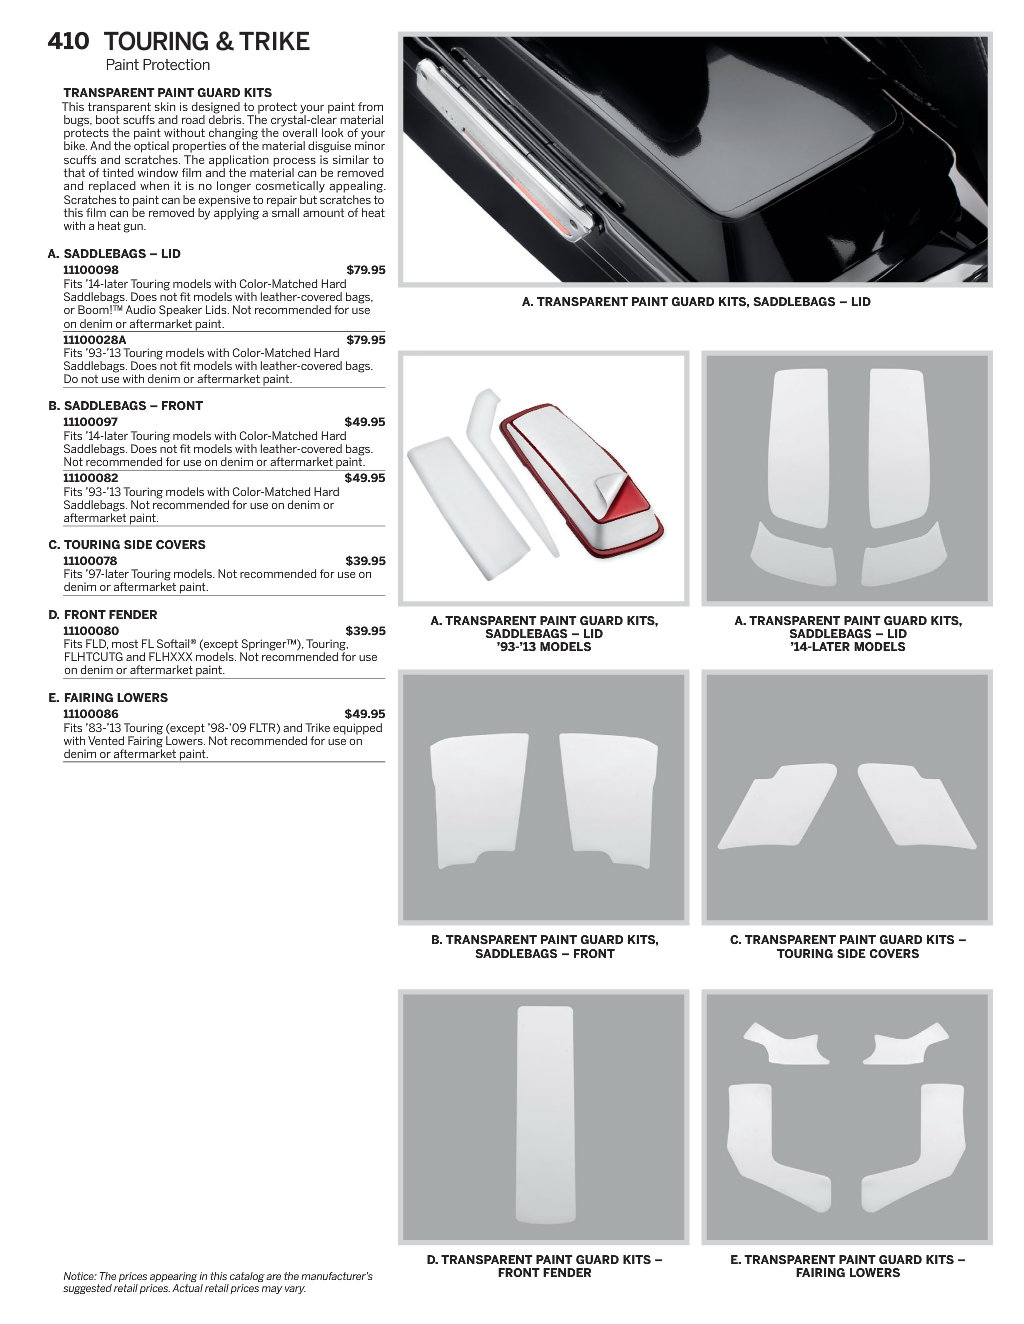 410 TOURING & TRIKE
Paint Protection
TRANSPARENT PAINT GUARD KITS
This transparent skin is designed to protect your paint from
bugs, boot scuffs and road debris. The crystal-clear material
protects the paint without changing the overall look of your
bike. And the optical properties of the material disguise minor
scuffs and scratches. The application process is similar to
that of tinted window film and the material can be removed
and replaced when it is no longer cosmetically appealing.
Scratches to paint can be expensive to repair but scratches to
this film can be removed by applying a small amount of heat
with a heat gun.
A. SADDLEBAGS – LID
11100098 $79.95
Fits ’14-later Touring models with Color-Matched Hard
Saddlebags. Does not fit models with leather-covered bags,
or Boom!™ Audio Speaker Lids. Not recommended for use
on denim or aftermarket paint.
11100028A $79.95
Fits ’93-’13 Touring models with Color-Matched Hard
Saddlebags. Does not fit models with leather-covered bags.
Do not use with denim or aftermarket paint.
B. SADDLEBAGS – FRONT
11100097 $49.95
Fits ’14-later Touring models with Color-Matched Hard
Saddlebags. Does not fit models with leather-covered bags.
Not recommended for use on denim or aftermarket paint.
11100082 $49.95
Fits ’93-’13 Touring models with Color-Matched Hard
Saddlebags. Not recommended for use on denim or
aftermarket paint.
C. TOURING SIDE COVERS
11100078 $39.95
Fits ’97-later Touring models. Not recommended for use on
denim or aftermarket paint.
D. FRONT FENDER
11100080 $39.95
Fits FLD, most FL Softail® (except Springer™), Touring,
FLHTCUTG and FLHXXX models. Not recommended for use
on denim or aftermarket paint.
E. FAIRING LOWERS
11100086 $49.95
Fits ’83-’13 Touring (except ’98-’09 FLTR) and Trike equipped
with Vented Fairing Lowers. Not recommended for use on
denim or aftermarket paint.
A. TRANSPARENT PAINT GUARD KITS, SADDLEBAGS – LID
A. TRANSPARENT PAINT GUARD KITS,
SADDLEBAGS – LID
’93-’13 MODELS
A. TRANSPARENT PAINT GUARD KITS,
SADDLEBAGS – LID
’14-LATER MODELS
B. TRANSPARENT PAINT GUARD KITS,
SADDLEBAGS – FRONT
C. TRANSPARENT PAINT GUARD KITS –
TOURING SIDE COVERS
D. TRANSPARENT PAINT GUARD KITS –
FRONT FENDER
E. TRANSPARENT PAINT GUARD KITS –
FAIRING LOWERS
Notice: The prices appearing in this catalog are the manufacturer’s
suggested retail prices. Actual retail prices may vary.